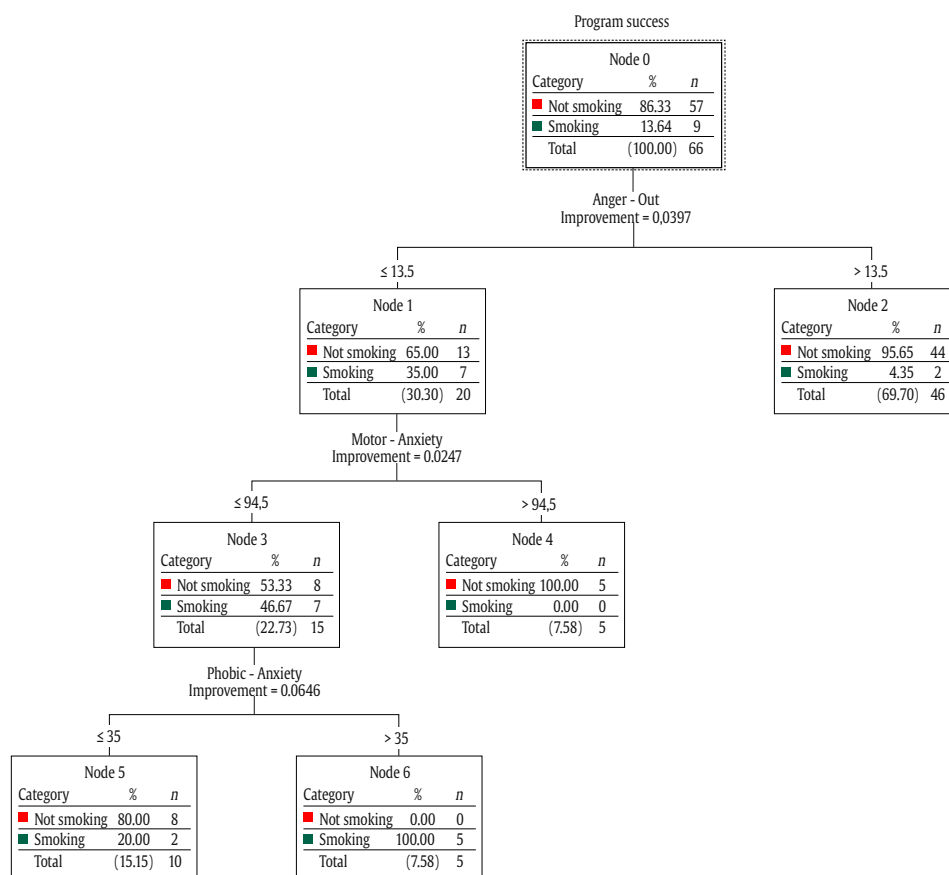 Program success
Node 0
Category % n
Not smoking 86.33 57
Smoking 13.64 9
Total (100.00) 66
Anger - Out
Improvement = 0,0397
≤ 13.5
> 13.5
Node 1
Category % n
Not smoking 65.00 13
Smoking 35.00 7
Total (30.30) 20
Node 2
Category % n
Not smoking 95.65 44
Smoking 4.35 2
Total (69.70) 46
Motor - Anxiety
Improvement = 0.0247
≤ 94,5
> 94,5
Node 3
Category % n
Not smoking 53.33 8
Smoking 46.67 7
Total (22.73) 15
Node 4
Category % n
Not smoking 100.00 5
Smoking 0.00 0
Total (7.58) 5
Phobic - Anxiety
Improvement = 0.0646
≤ 35
> 35
Node 5
Category % n
Not smoking 80.00 8
Smoking 20.00 2
Total (15.15) 10
Node 6
Category % n
Not smoking 0.00 0
Smoking 100.00 5
Total (7.58) 5